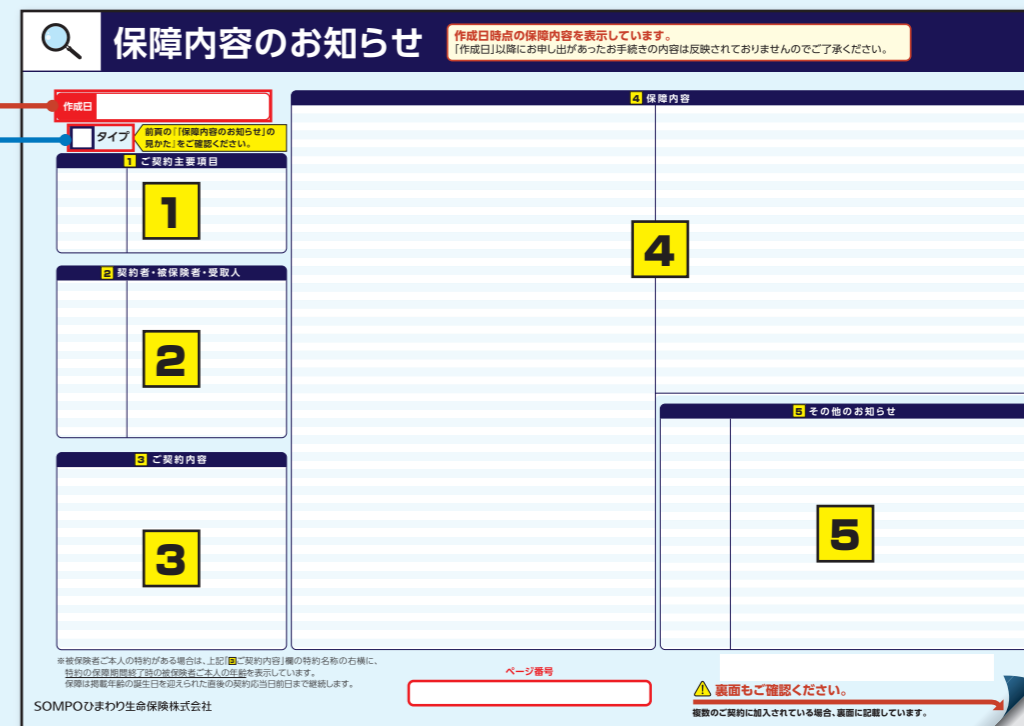 保障内容のお知らせ
作成日時点の保障内容を表示しています。
「作成日」以降にお申し出があったお手続きの内容は反映されておりませんのでご了承ください。
作成日
タイプ
前頁の「「保障内容のお知らせ」の
見かた」をご確認ください。
1 ご契約主要項目
1
2 契約者・被保険者・受取人
2
3 ご契約内容
3
4 保障内容
4
5 その他のお知らせ
5
※被保険者ご本人の特約がある場合は、上記「3ご契約内容」欄の特約名称の右横に、
特約の保障期間終了時の被保険者ご本人の年齢を表示しています。
保障は掲載年齢の誕生日を迎えられた直後の契約応当日前日まで継続します。
SOMPOひまわり生命保険株式会社
ページ番号
裏面もご確認ください。
複数のご契約に加入されている場合、裏面に記載しています。